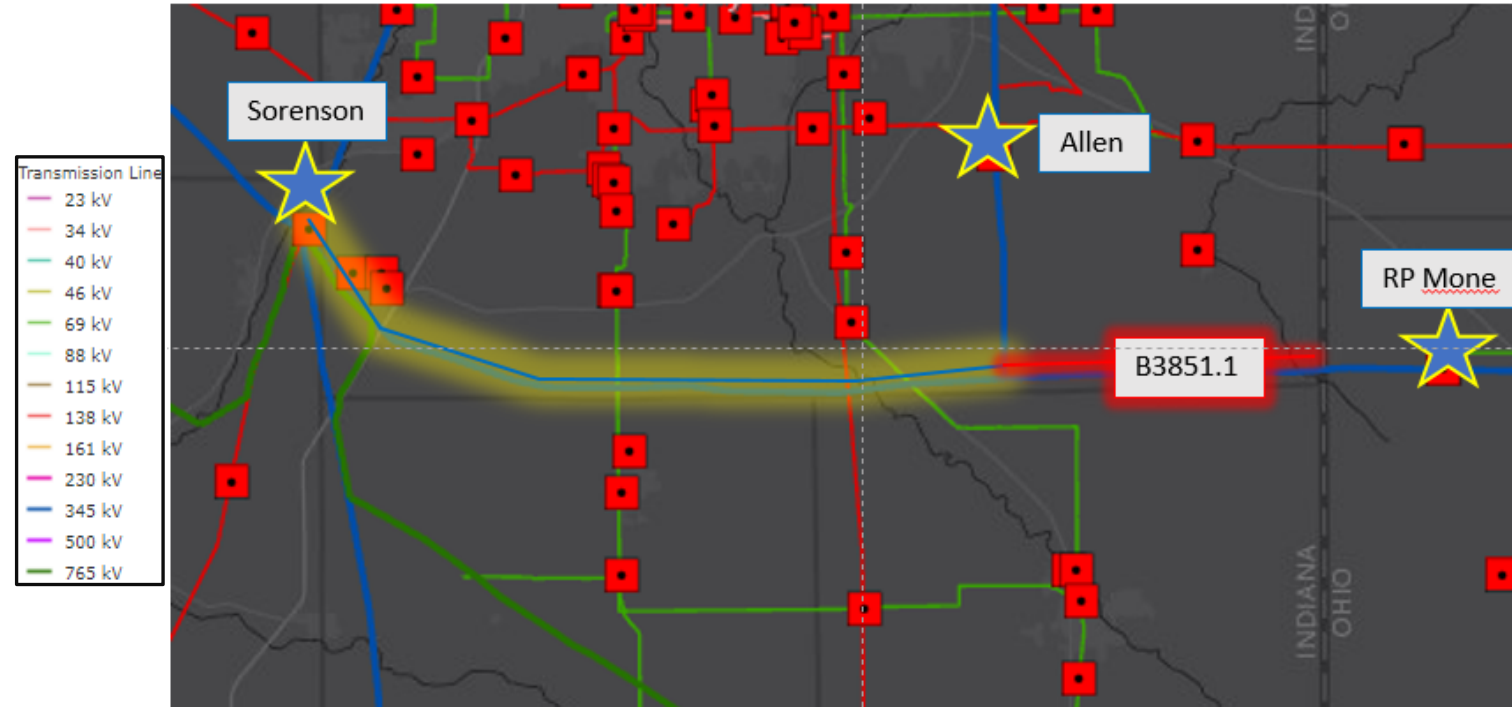 IND
O
Sorenson
Allen
Transmission Line
23 kV
34 kV
40 kV
46 kV
69 kV
88 kV
115 kV
138 kV
161 kV
230 kV
345 kV
500 kV
765 kV
RP Mone
B3851.1
INDIANA
OHIO